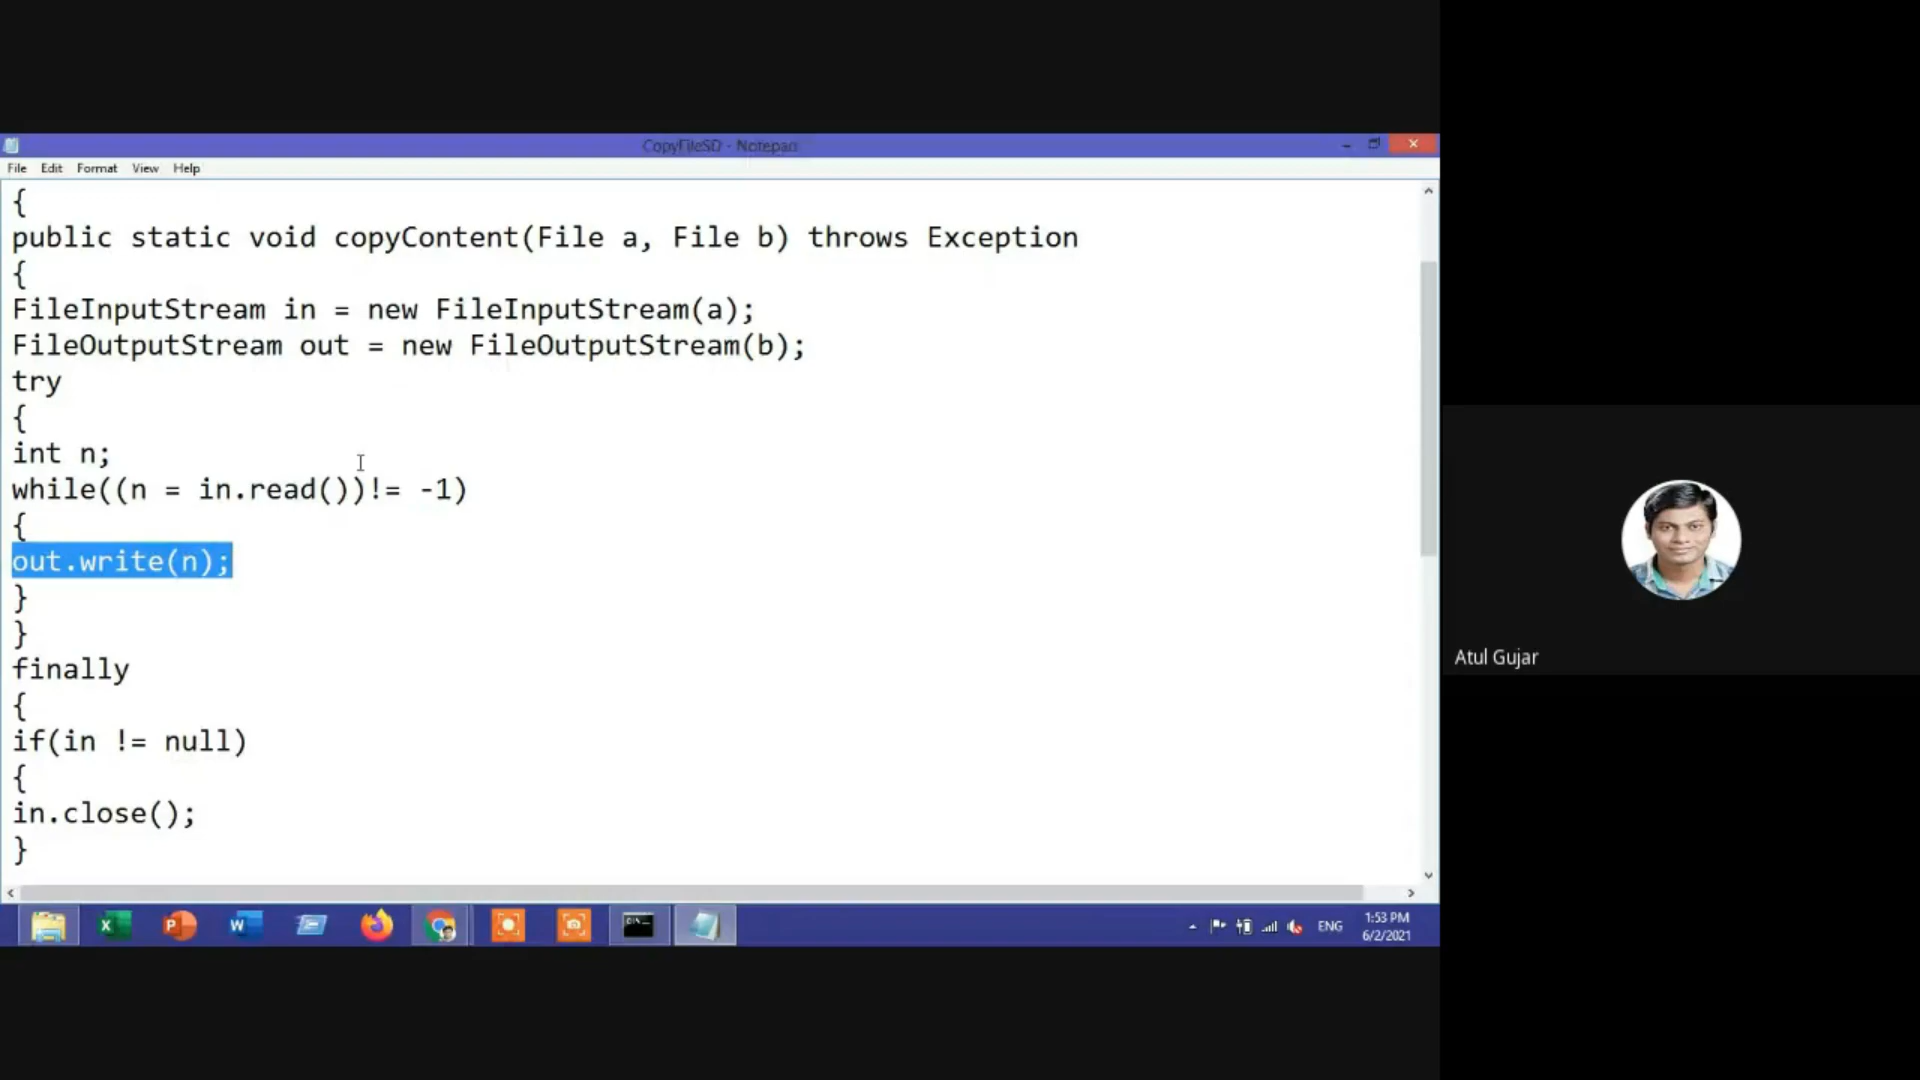 CopyFileSD - Notepad
File Edit Format View Help
{
public static void copyContent(File a, File b) throws Exception
{
FileInputStream in = new FileInputStream(a);
FileOutputStream out = new FileOutputStream(b);
try
{
int n;
while((n = in.read())!= -1)
{
out.write(n);
}
}
finally
{
if(in != null)
{
in.close();
}
Atul Gujar
ENG
1:53 PM
6/2/2021